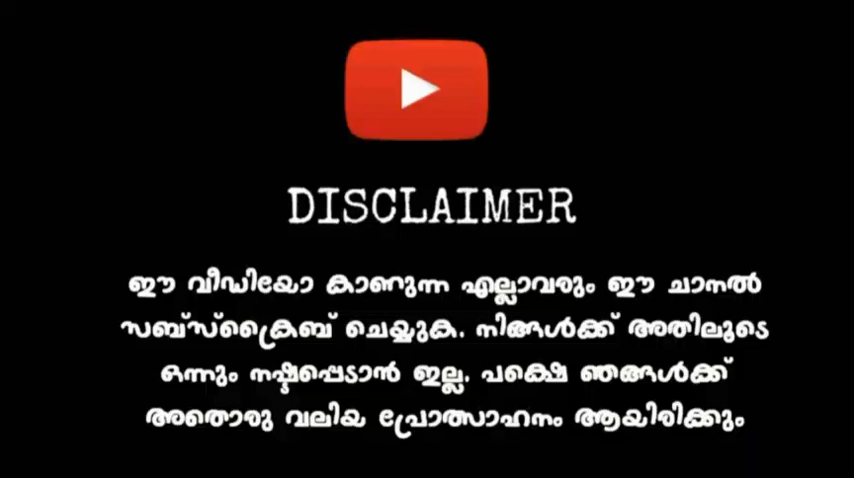 DISCLAIMER
ഈ വീഡിയോ കാണുന്ന എല്ലാവരും ഈ ചാനൽ
സബ്സ്ക്രൈബ് ചെയ്യുക. നിങ്ങൾക്ക് അതിലൂടെ
ഒന്നും നഷ്ടപ്പെടാൻ ഇല്ല. പക്ഷെ ഞങ്ങൾക്ക്
അതൊരു വലിയ പ്രോത്സാഹനം ആയിരിക്കും